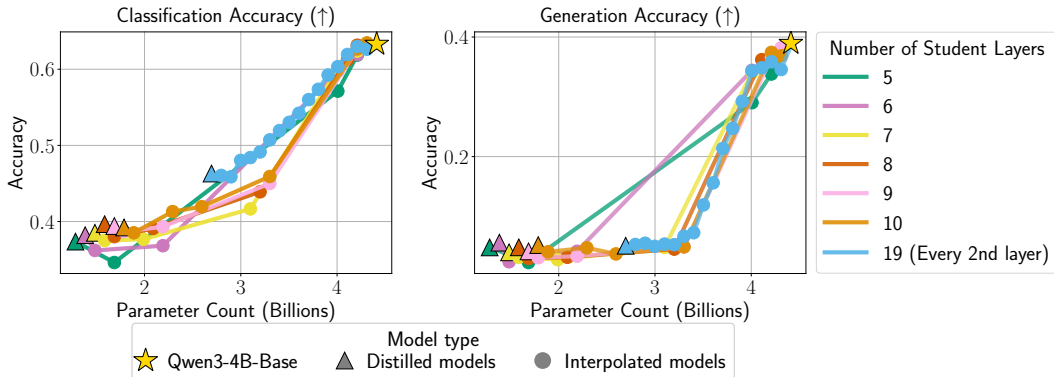 Classification Accuracy (↑)
Accuracy
0.6
0.5
0.4
2
3
4
Parameter Count (Billions)
Generation Accuracy (↑)
Accuracy
0.4
0.2
2
3
4
Parameter Count (Billions)
Number of Student Layers
5
6
7
8
9
10
19 (Every 2nd layer)
Model type
Qwen3-4B-Base
Distilled models
Interpolated models